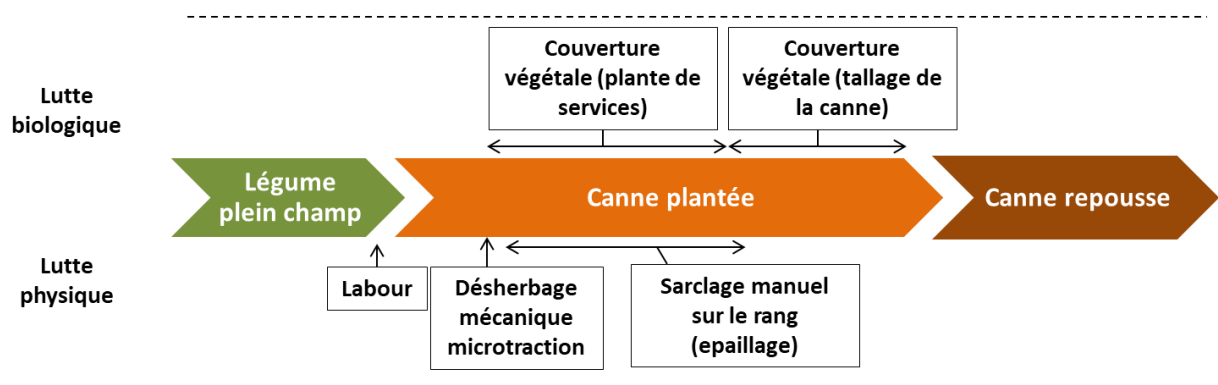 Couverture
végétale (plante de
services)
Couverture
végétale (tallage de
la canne)
Lutte
biologique
Légume
plein champ
Canne plantée
Canne repousse
Lutte
physique
Labour
Désherbage
mécanique
microtraction
Sarclage manuel
sur le rang
(epaillage)